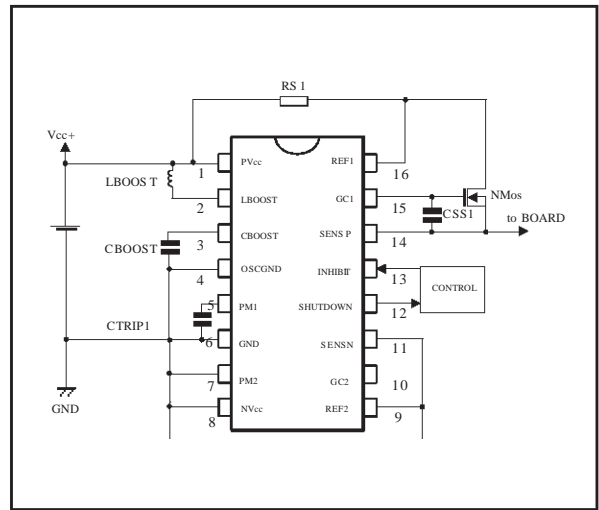 RS 1
Vcc+
PVcc
REF1
1
16
LBOOST
NMos
LBOOST
GC1
2
15
CSS1
to BOARD
CBOOST
SENSP
3
14
CBOOST
OSCGND
INHIBIT
4
13
CONTROL
PM1
SHUTDOWN
5
12
CTRIP1
GND
SENSN
6
11
PM2
GC2
7
10
GND
NVcc
REF2
8
9